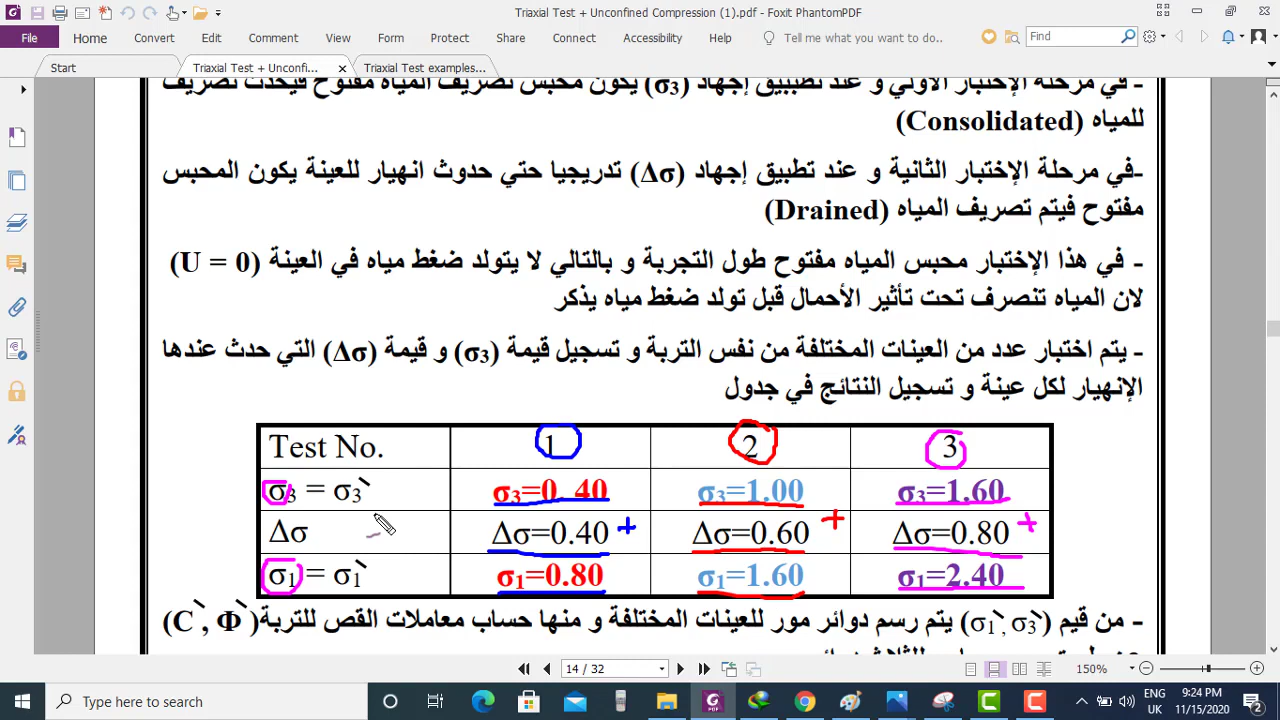 Triaxial Test + Unconfined Compression (1).pdf - Foxit PhantomPDF
File Home Convert Edit Comment View Form Protect Share Connect Accessibility Help Tell me what you want to do... Find
Start Triaxial Test + Unconfi... Triaxial Test examples...
- في مرحلة الإختبار الأولي و عند تطبيق إجهاد (σ3) يكون محبس تصريف المياه مفتوح فيحدث تصريف
للمياه (Consolidated)
-في مرحلة الإختبار الثانية و عند تطبيق إجهاد (Δσ) تدريجيا حتي حدوث انهيار للعينة يكون المحبس
مفتوح فيتم تصريف المياه (Drained)
- في هذا الإختبار محبس المياه مفتوح طول التجربة و بالتالي لا يتولد ضغط مياه في العينة (U = 0)
لان المياه تنصرف تحت تأثير الأحمال قبل تولد ضغط مياه يذكر
- يتم اختبار عدد من العينات المختلفة من نفس التربة و تسجيل قيمة (σ3) و قيمة (Δσ) التي حدث عندها
الإنهيار لكل عينة و تسجيل النتائج في جدول
Test No. 1 2 3
σ3 = σ3` σ3=0.40 σ3=1.00 σ3=1.60
Δσ Δσ=0.40 + Δσ=0.60 + Δσ=0.80 +
σ1 = σ1` σ1=0.80 σ1=1.60 σ1=2.40
- من قيم (σ1`, σ3`) يتم رسم دوائر مور للعينات المختلفة و منها حساب معاملات القص للتربة (C`, Φ`)
14 / 32 150%
Type here to search ENG 9:24 PM
UK 11/15/2020 2